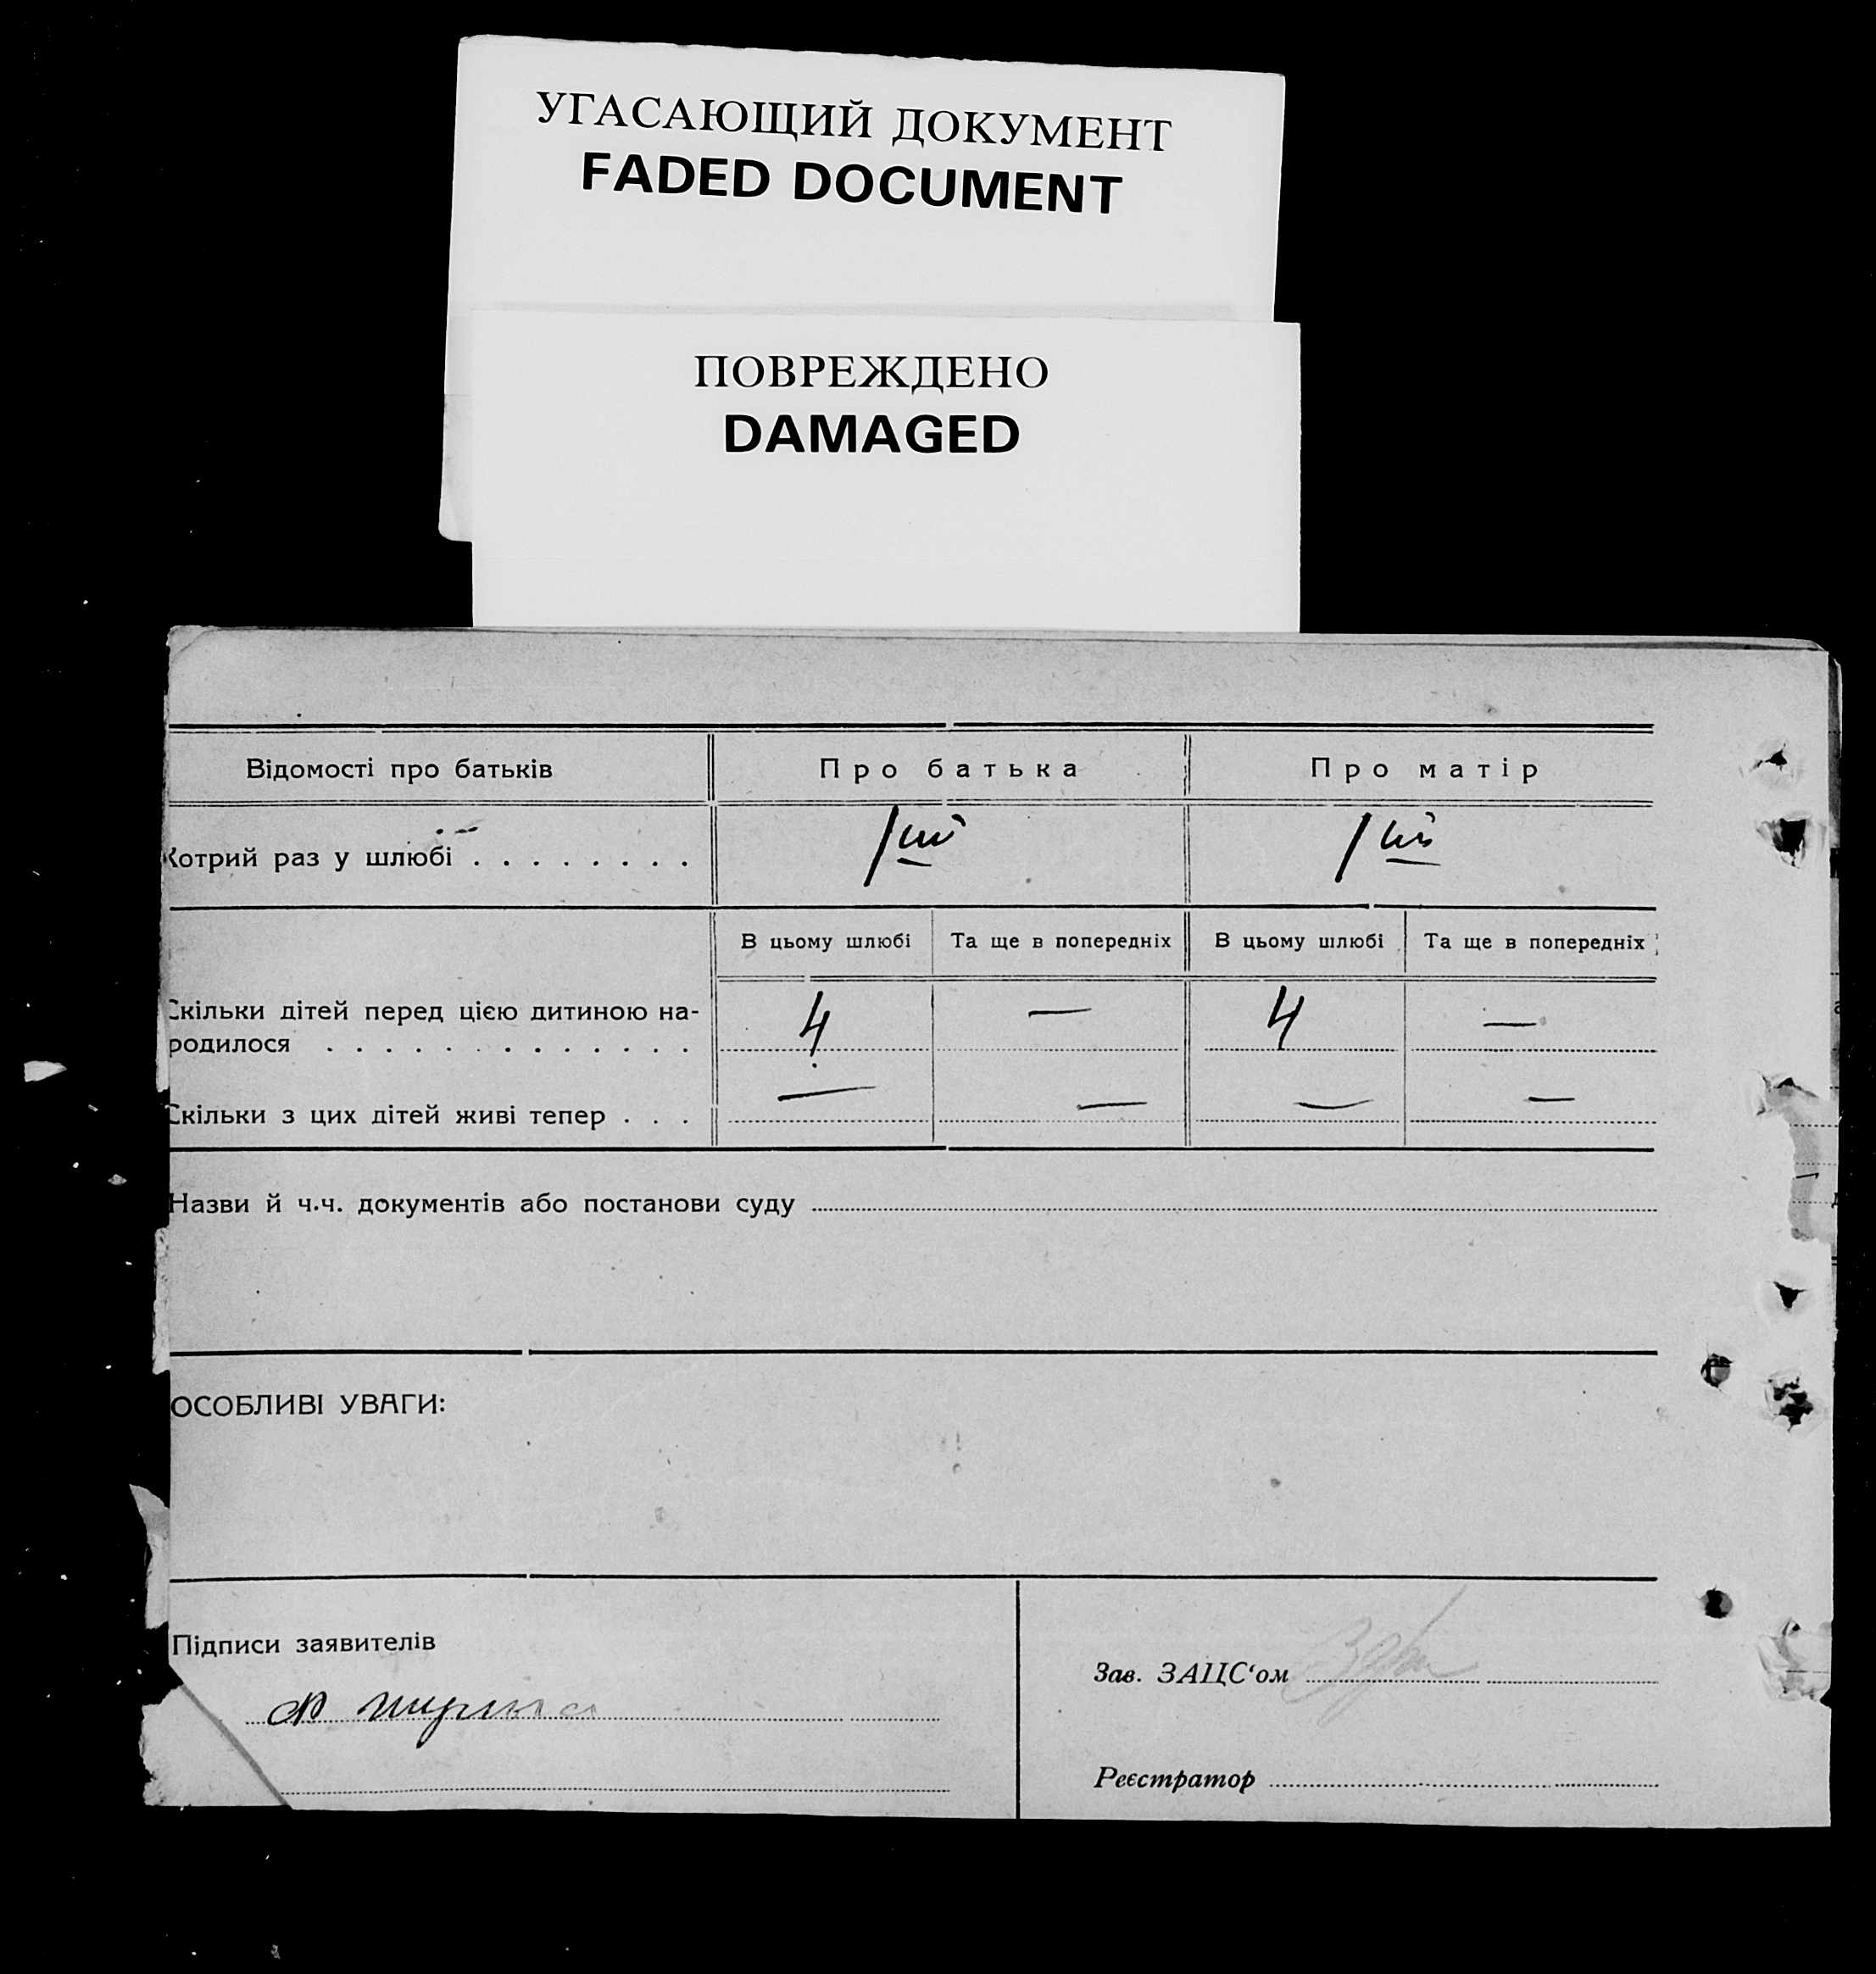 УГАСАЮЩИЙ ДОКУМЕНТ
FADED DOCUMENT
ПОВРЕЖДЕНО
DAMAGED
Відомості про батьків Про батька Про матір
Котрий раз у шлюбі . . . . . . . . 1ий 1ий
В цьому шлюбі Та ще в попередніх В цьому шлюбі Та ще в попередніх
Скільки дітей перед цією дитиною на-
родилося . . . . . . . . . . . . . 4 — 4 —
Скільки з цих дітей живі тепер . . . — — — —
Назви й ч.ч. документів або постанови суду
ОСОБЛИВІ УВАГИ:
Підписи заявителів
Зав. ЗАЦС‘ом
Реєстратор